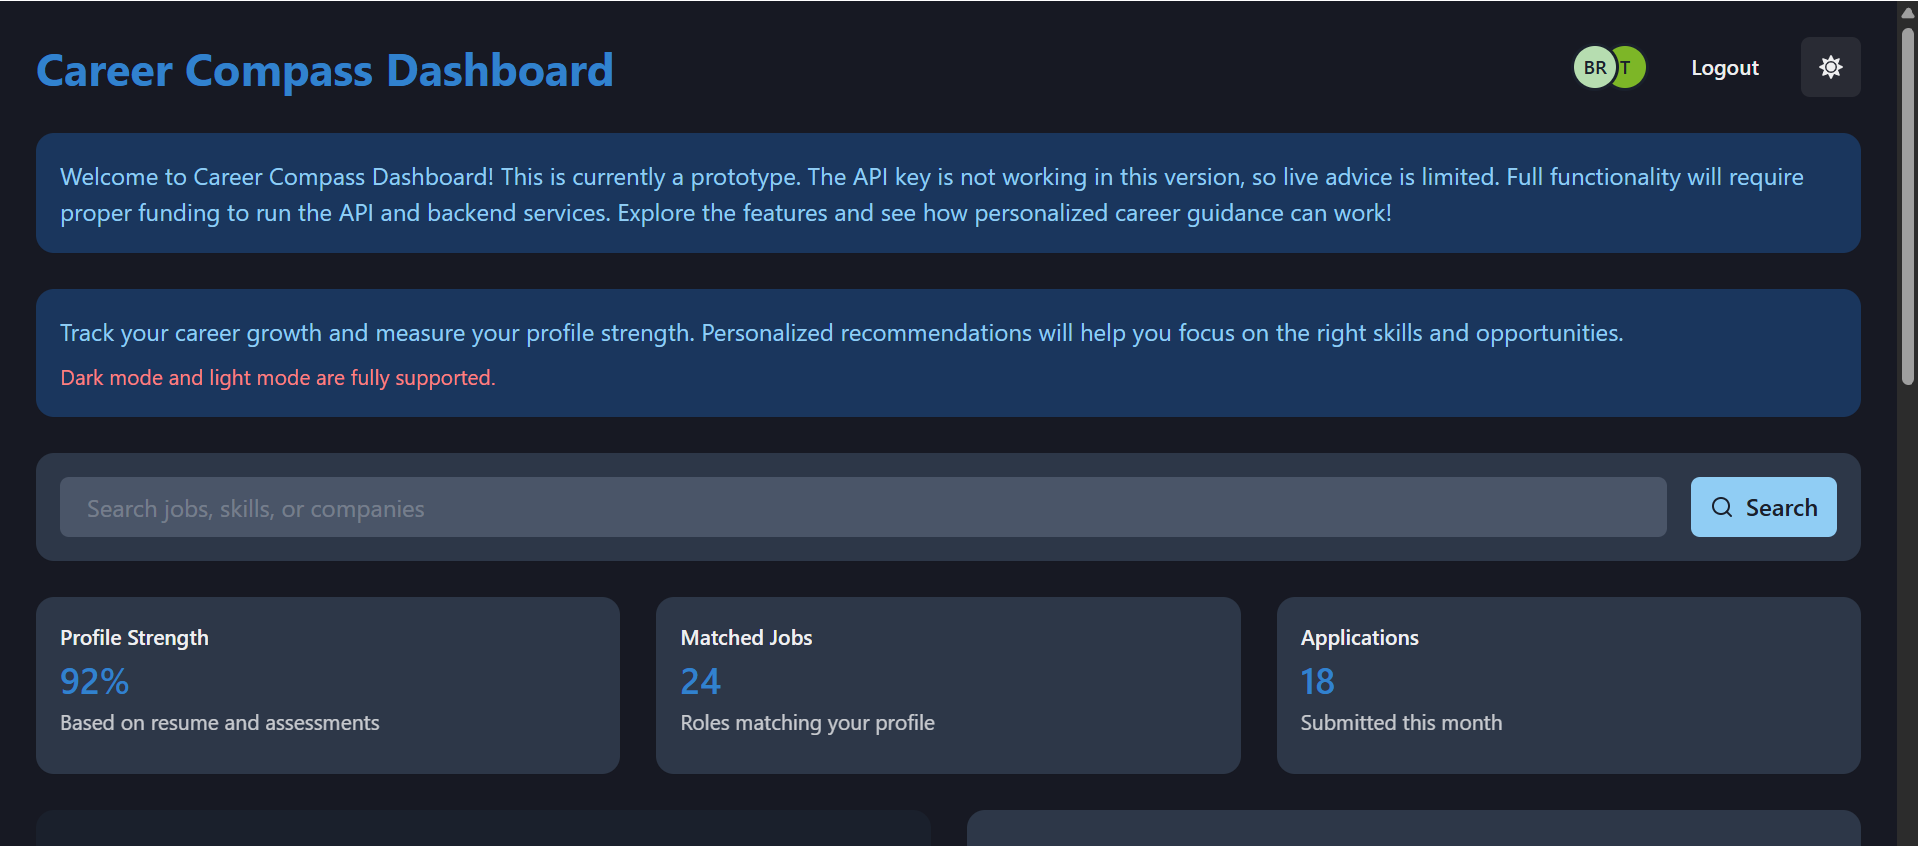 Career Compass Dashboard
BR T Logout
Welcome to Career Compass Dashboard! This is currently a prototype. The API key is not working in this version, so live advice is limited. Full functionality will require
proper funding to run the API and backend services. Explore the features and see how personalized career guidance can work!
Track your career growth and measure your profile strength. Personalized recommendations will help you focus on the right skills and opportunities.
Dark mode and light mode are fully supported.
Search jobs, skills, or companies
Search
Profile Strength
92%
Based on resume and assessments
Matched Jobs
24
Roles matching your profile
Applications
18
Submitted this month